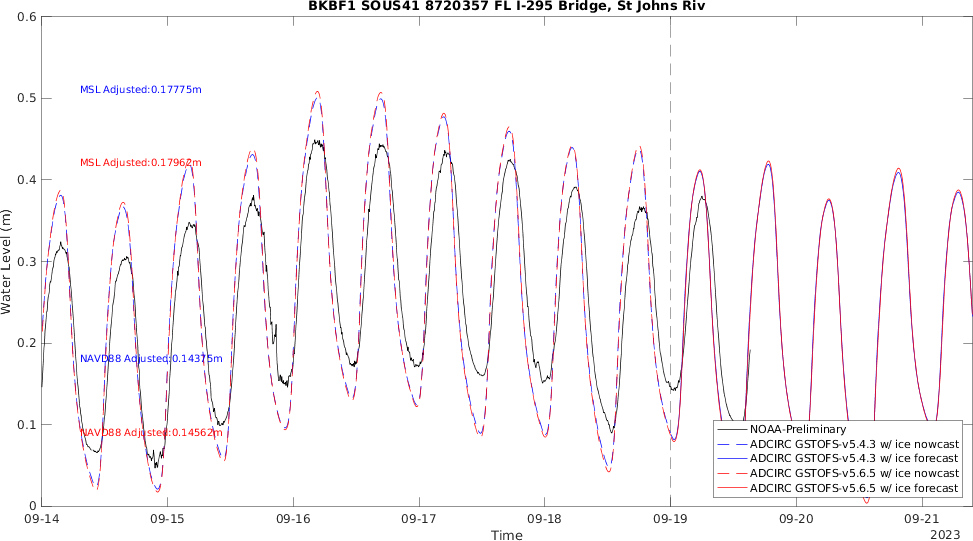 BKBF1 SOUS41 8720357 FL I-295 Bridge, St Johns Riv
0.6
0.5
0.4
0.3
0.2
0.1
0
Water Level (m)
MSL Adjusted:0.17775m
MSL Adjusted:0.17962m
NAVD88 Adjusted:0.14375m
NAVD88 Adjusted:0.14562m
NOAA-Preliminary
ADCIRC GSTOFS-v5.4.3 w/ ice nowcast
ADCIRC GSTOFS-v5.4.3 w/ ice forecast
ADCIRC GSTOFS-v5.6.5 w/ ice nowcast
ADCIRC GSTOFS-v5.6.5 w/ ice forecast
09-14 09-15 09-16 09-17 09-18 09-19 09-20 09-21
Time
2023